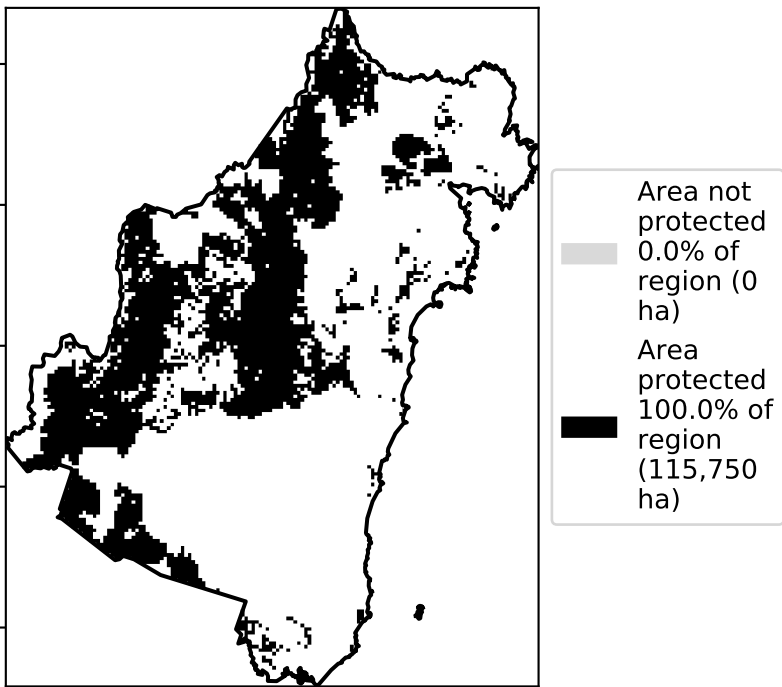 Area not
protected
0.0% of
region (0
ha)
Area
protected
100.0% of
region
(115,750
ha)